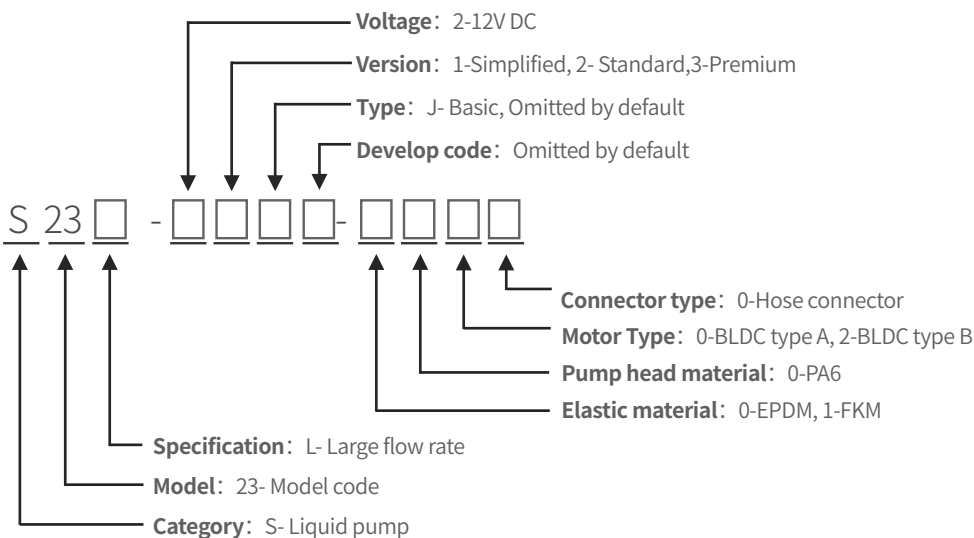 Voltage：2-12V DC
Version：1-Simplified, 2- Standard,3-Premium
Type：J- Basic, Omitted by default
Develop code：Omitted by default
S 23 □ - □ □ □ □ - □ □ □ □
Connector type：0-Hose connector
Motor Type：0-BLDC type A, 2-BLDC type B
Pump head material：0-PA6
Elastic material：0-EPDM, 1-FKM
Specification：L- Large flow rate
Model：23- Model code
Category：S- Liquid pump